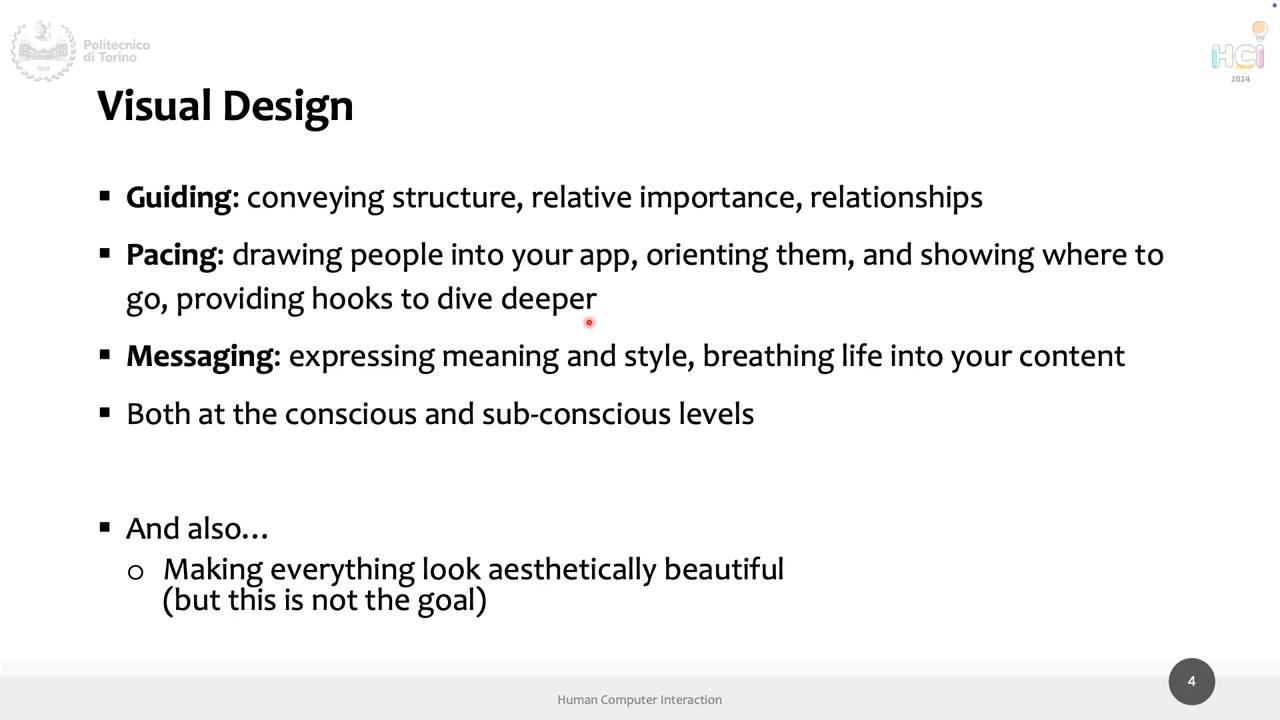 Politecnico
di Torino
1859
HCI
2024
Visual Design
▪ Guiding: conveying structure, relative importance, relationships
▪ Pacing: drawing people into your app, orienting them, and showing where to
go, providing hooks to dive deeper
▪ Messaging: expressing meaning and style, breathing life into your content
▪ Both at the conscious and sub-conscious levels
▪ And also…
o Making everything look aesthetically beautiful
(but this is not the goal)
Human Computer Interaction
4